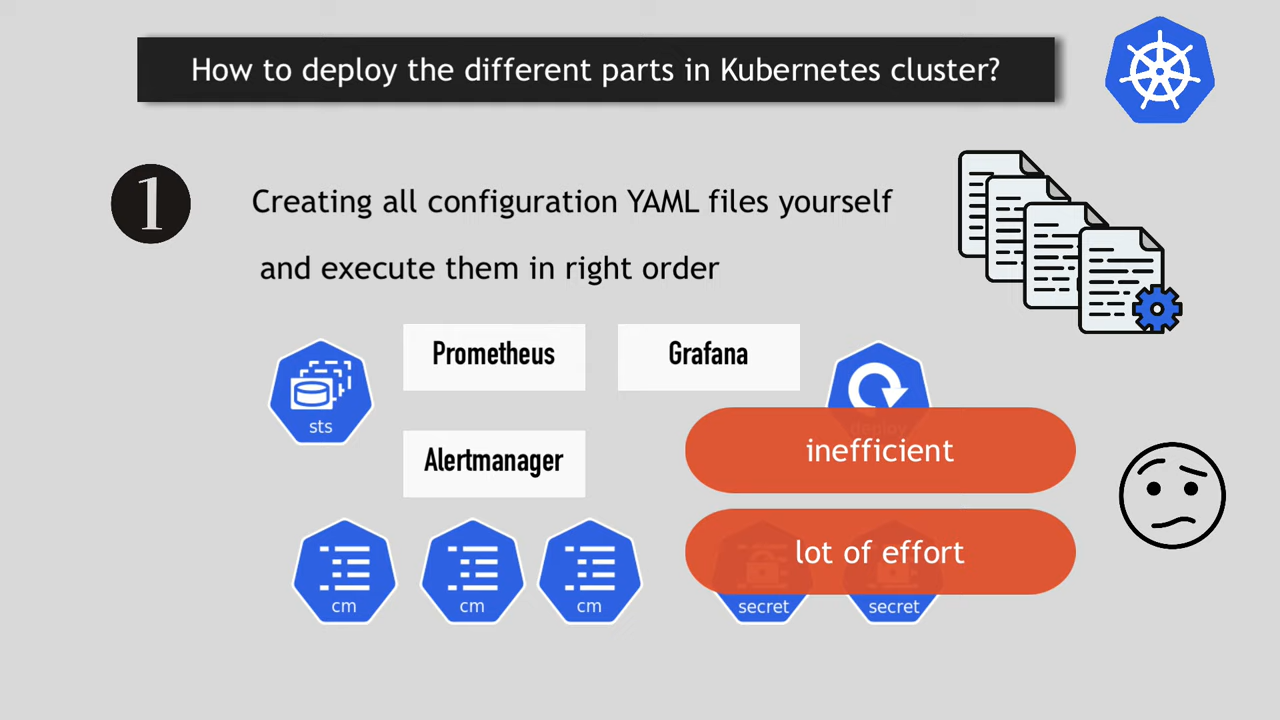 How to deploy the different parts in Kubernetes cluster?
1
Creating all configuration YAML files yourself
and execute them in right order
Prometheus
Grafana
sts
deploy
inefficient
Alertmanager
lot of effort
cm
cm
cm
secret
secret